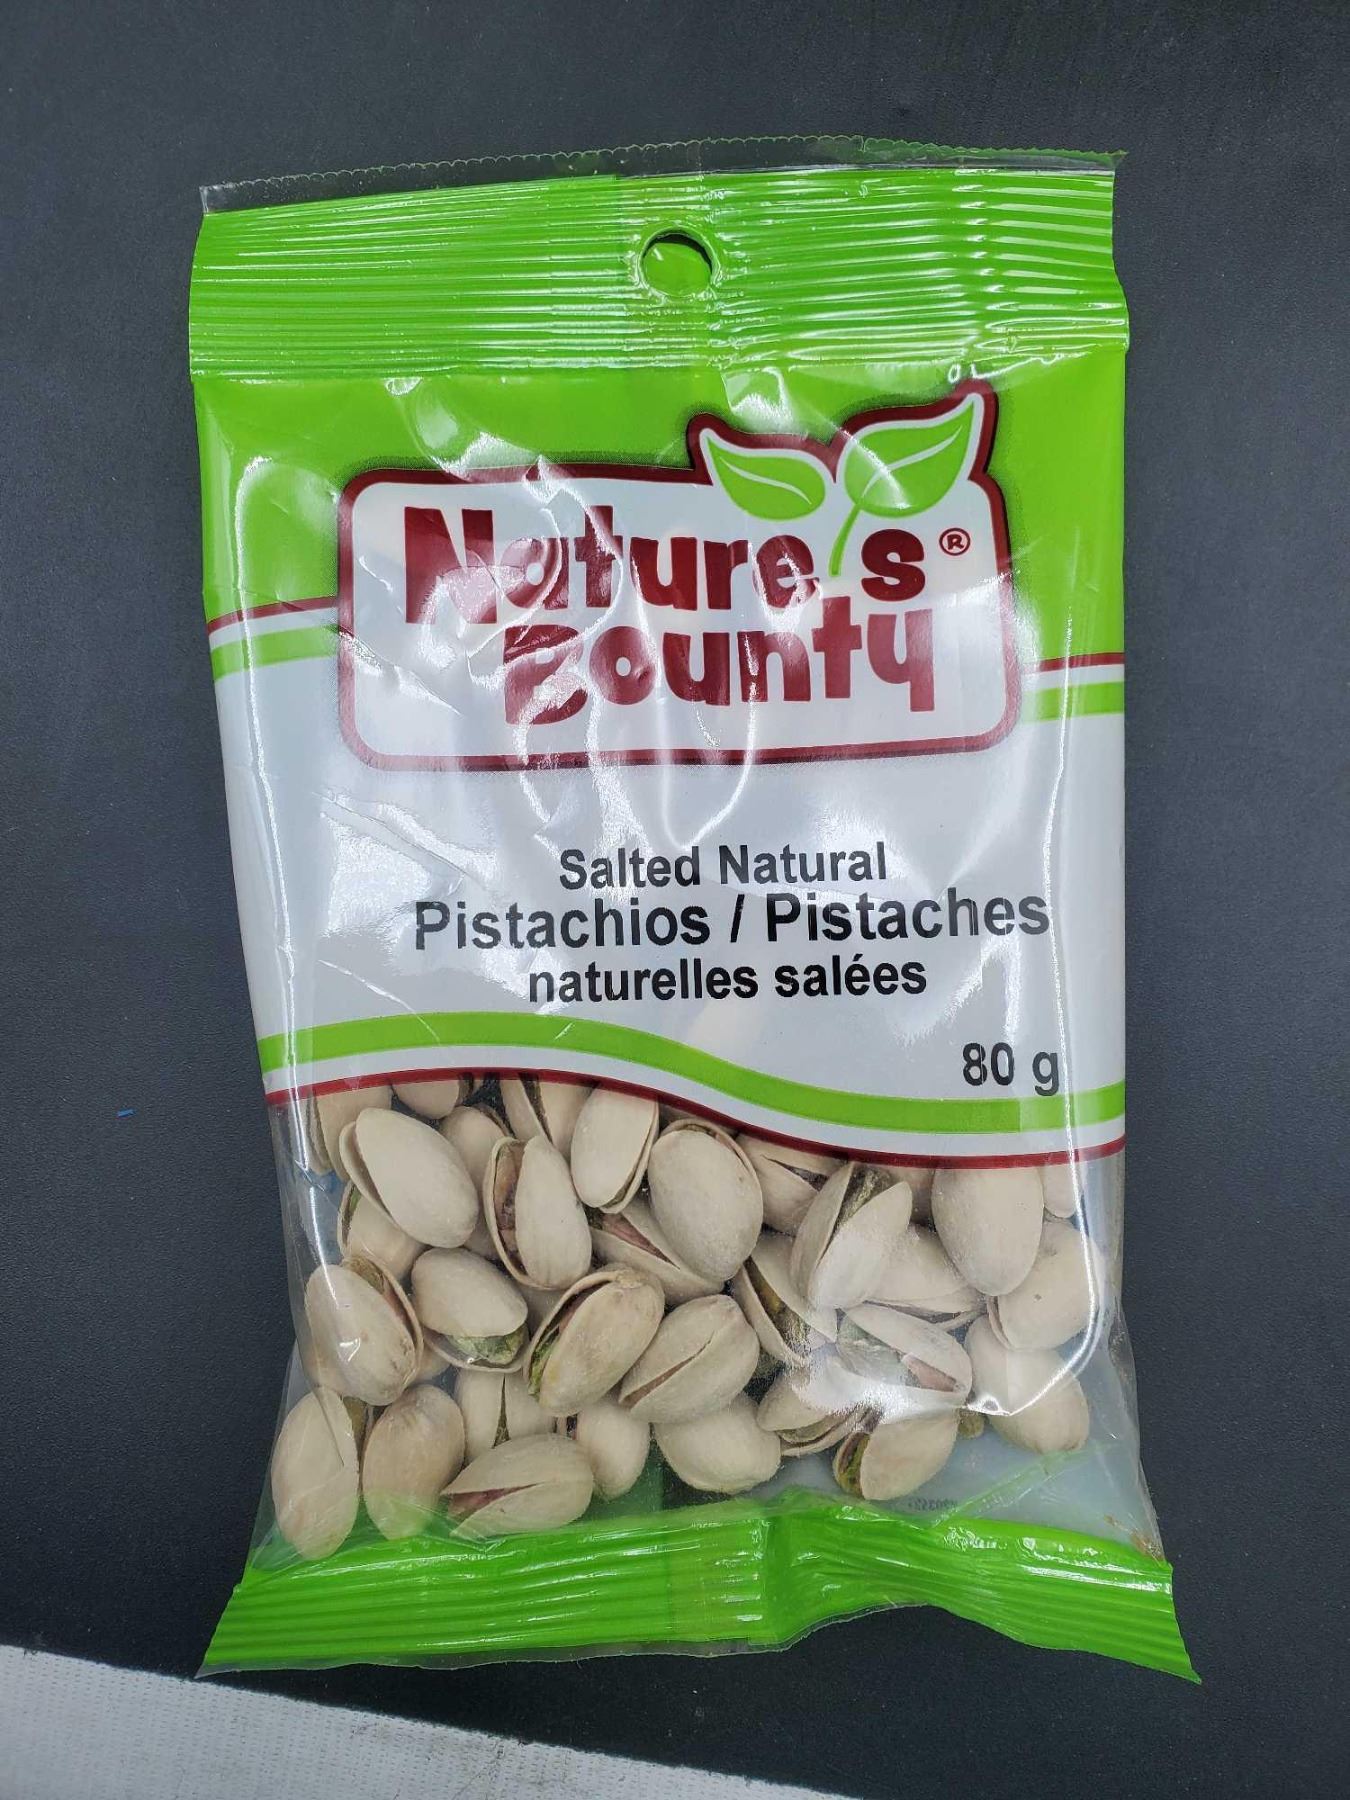 Nature's®
Bounty
Salted Natural
Pistachios / Pistaches
naturelles salées
80 g